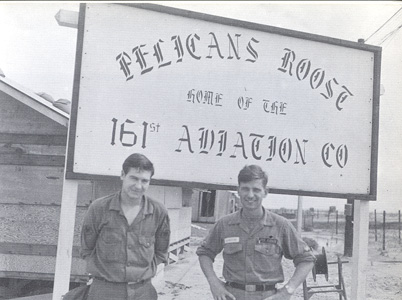 PELICANS ROOST
HOME OF THE
161st AVIATION CO